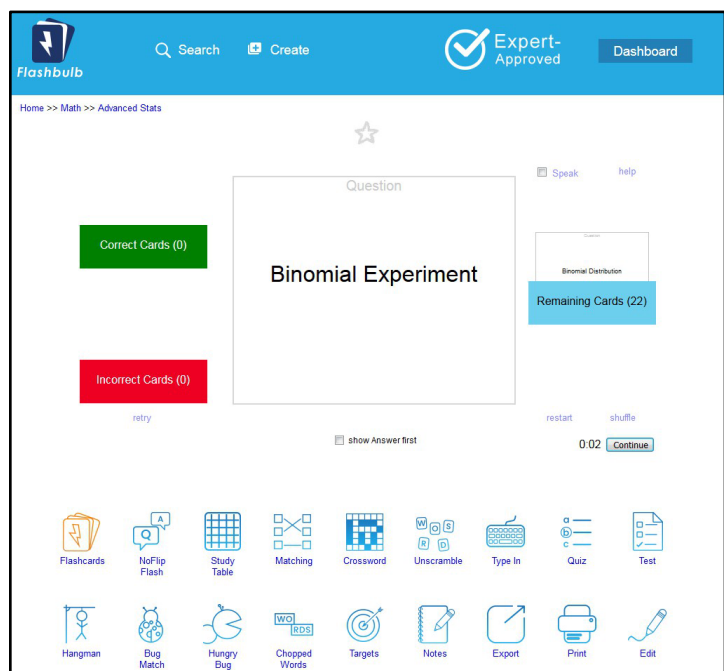 Flashbulb
Search
Create
Expert-
Approved
Dashboard
Home >> Math >> Advanced Stats
Speak
help
Question
Correct Cards (0)
Binomial Experiment
Question
Binomial Distribution
Remaining Cards (22)
Incorrect Cards (0)
retry
restart
shuffle
show Answer first
0:02 Continue
A
Q
W O S
R D
a
b
c
Flashcards
NoFlip
Flash
Study
Table
Matching
Crossword
Unscramble
Type In
Quiz
Test
WO
RDS
Hangman
Bug
Match
Hungry
Bug
Chopped
Words
Targets
Notes
Export
Print
Edit